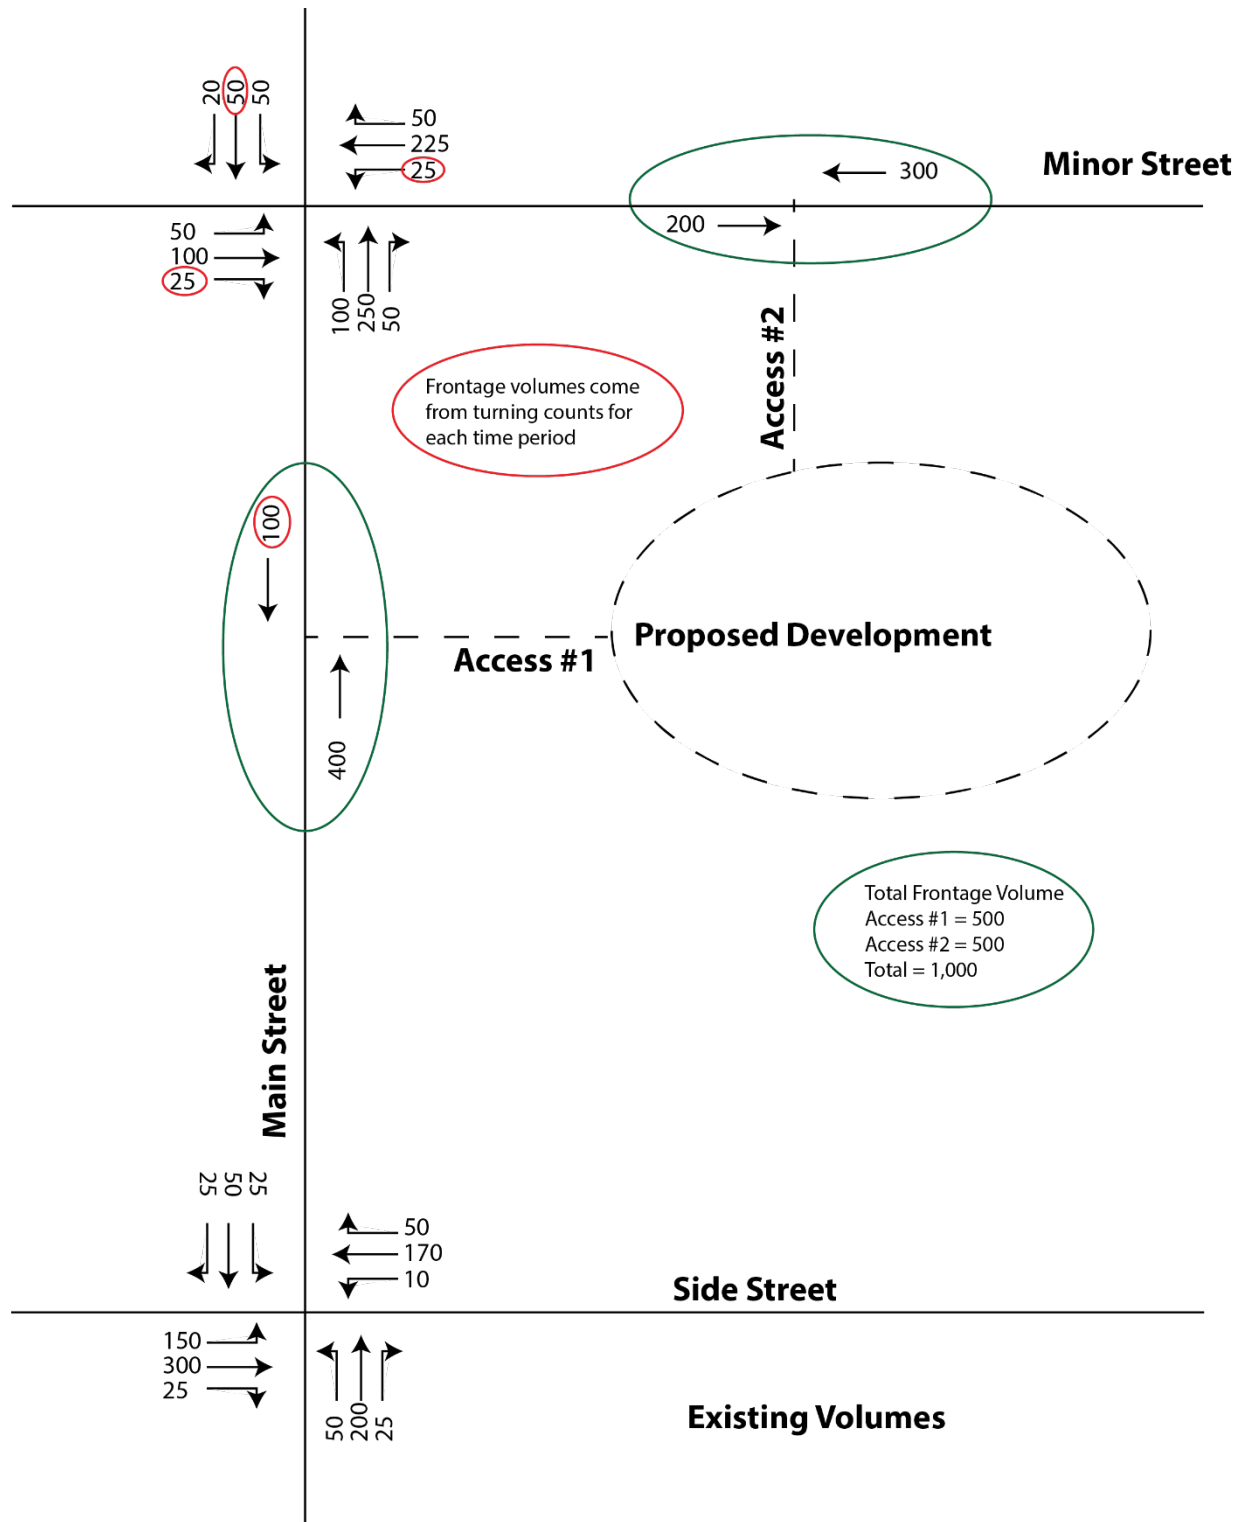 20
50
50
50
225
25
Minor Street
300
200
50
100
25
100
250
50
Access #2
Frontage volumes come
from turning counts for
each time period
100
Proposed Development
Access #1
400
Total Frontage Volume
Access #1 = 500
Access #2 = 500
Total = 1,000
Main Street
25
50
25
50
170
10
Side Street
150
300
25
50
200
25
Existing Volumes